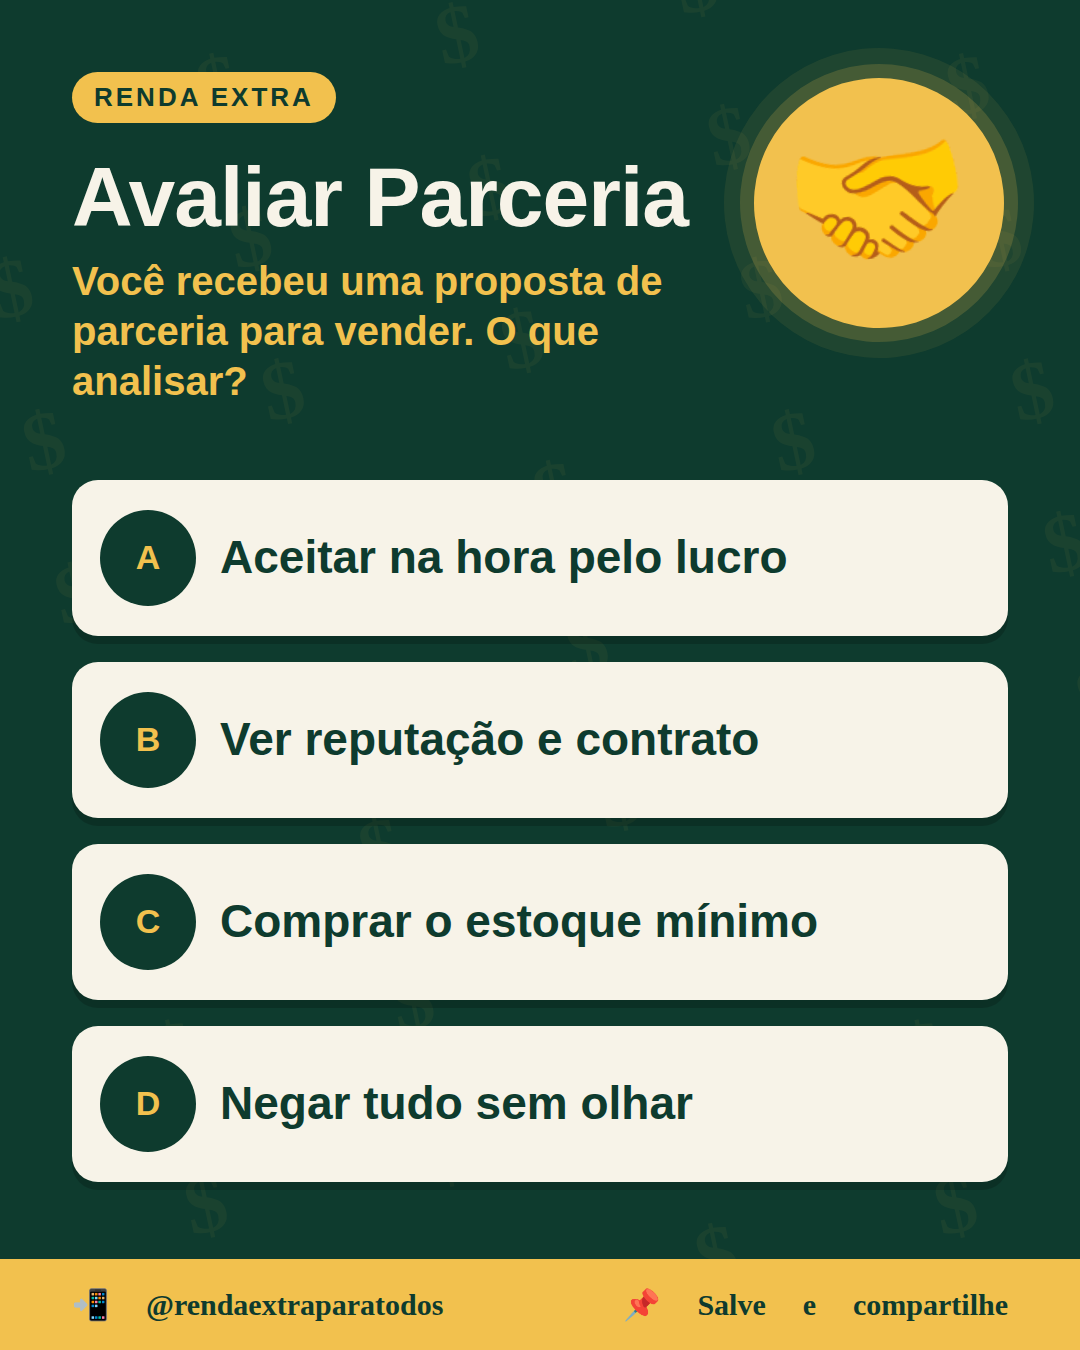 RENDA EXTRA
Avaliar Parceria
Você recebeu uma proposta de
parceria para vender. O que
analisar?
A Aceitar na hora pelo lucro
B Ver reputação e contrato
C Comprar o estoque mínimo
D Negar tudo sem olhar
@rendaextraparatodos Salve e compartilhe